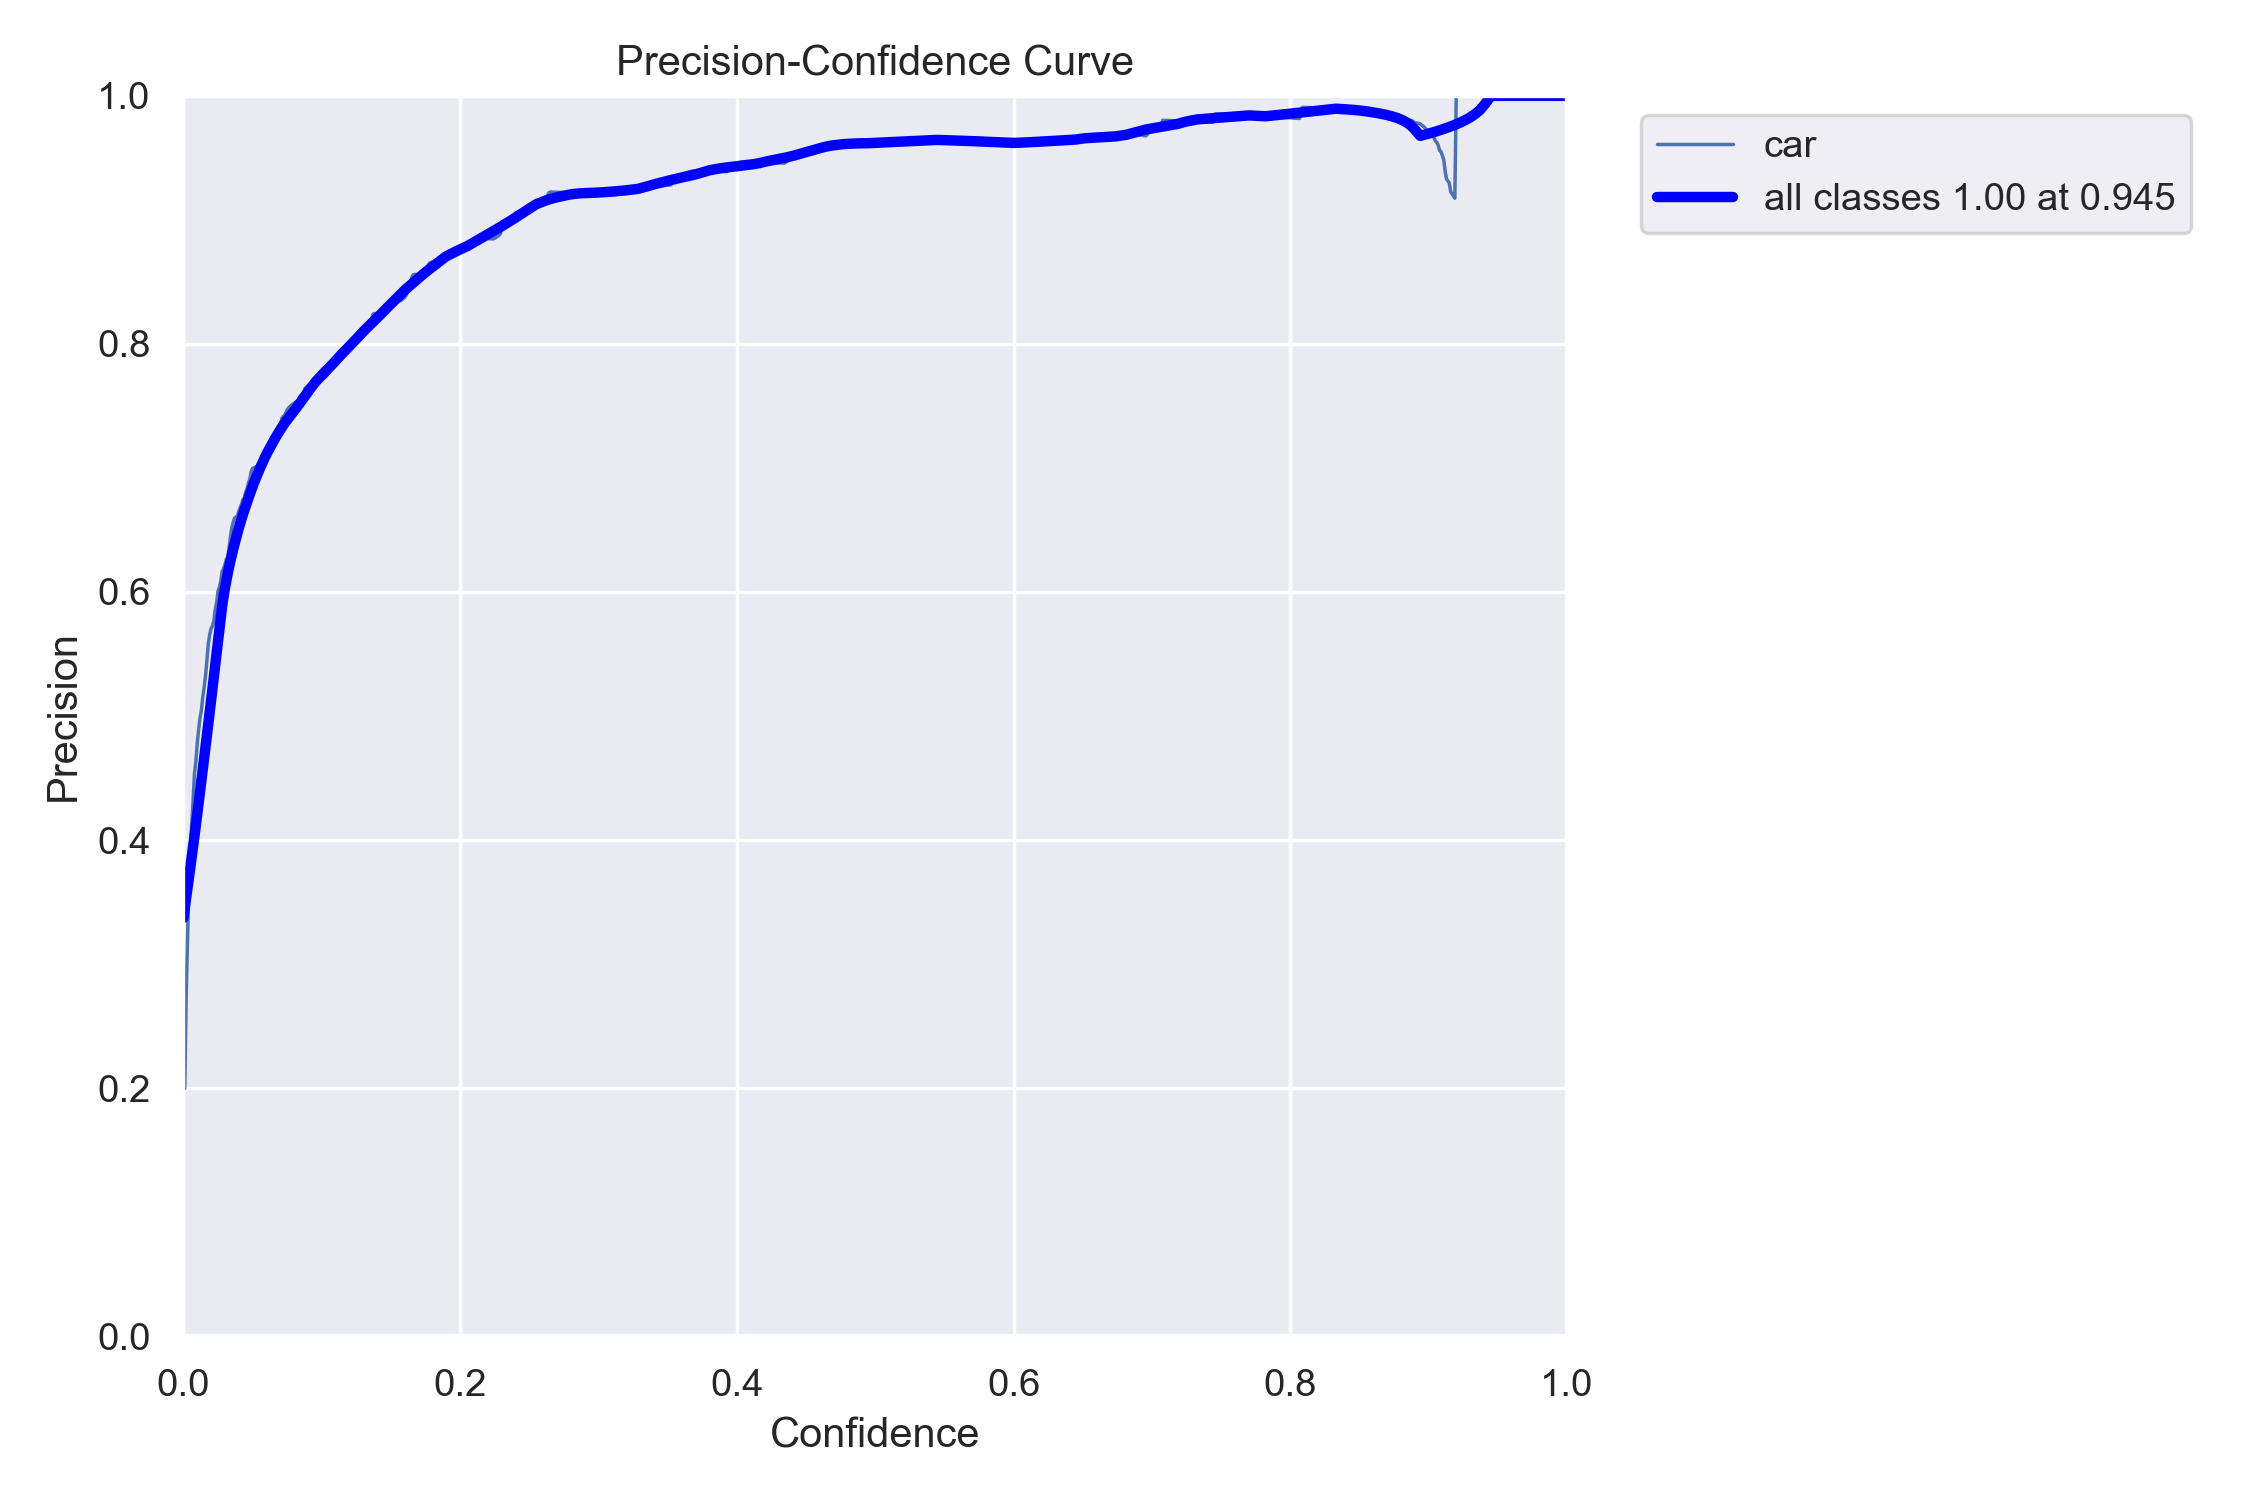 Precision-Confidence Curve
1.0
0.8
0.6
0.4
0.2
0.0
Precision
0.0 0.2 0.4 0.6 0.8 1.0
Confidence
car
all classes 1.00 at 0.945